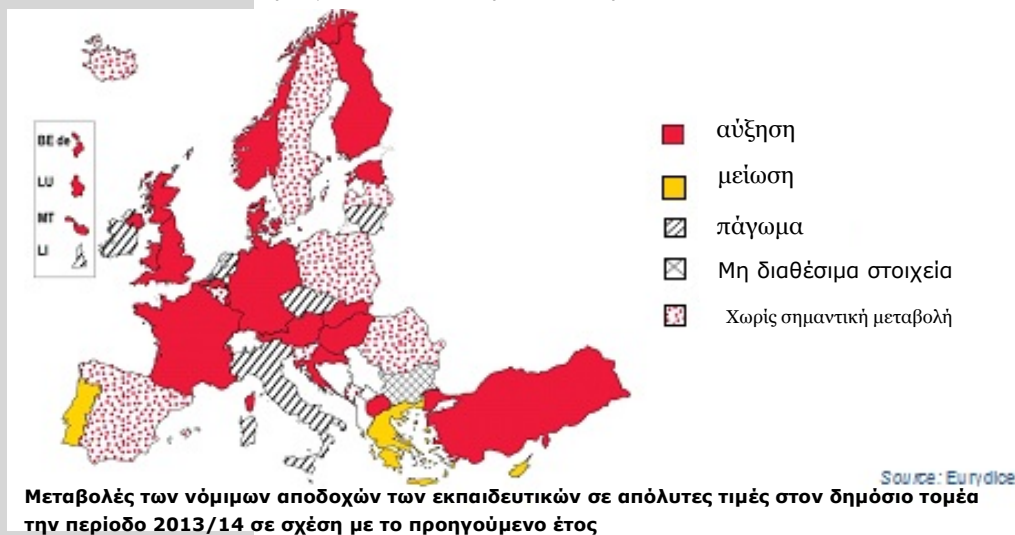 BE de
LU
MT
LI
αύξηση
μείωση
πάγωμα
Μη διαθέσιμα στοιχεία
Χωρίς σημαντική μεταβολή
Source: Eurydice
Μεταβολές των νόμιμων αποδοχών των εκπαιδευτικών σε απόλυτες τιμές στον δημόσιο τομέα
την περίοδο 2013/14 σε σχέση με το προηγούμενο έτος